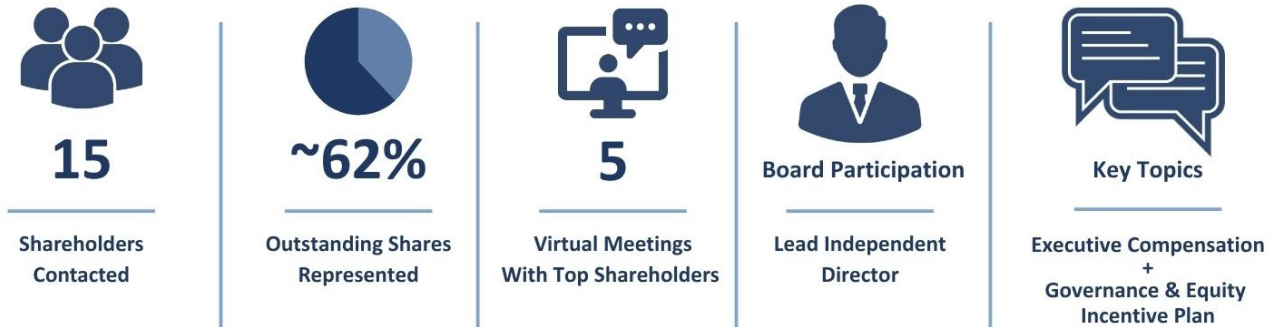 15
Shareholders
Contacted
~62%
Outstanding Shares
Represented
5
Virtual Meetings
With Top Shareholders
Board Participation
Lead Independent
Director
Key Topics
Executive Compensation
+
Governance & Equity
Incentive Plan